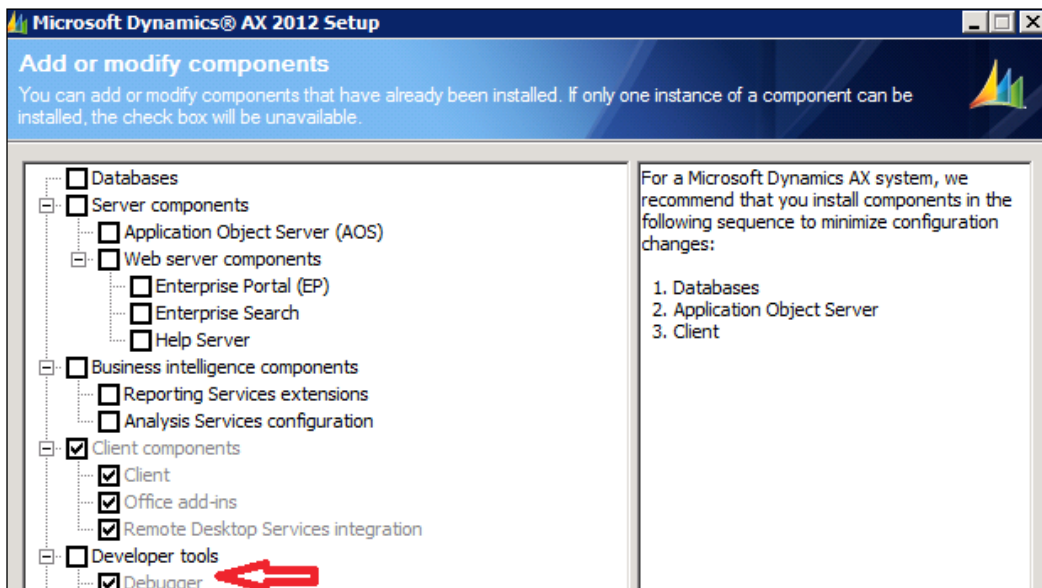 Microsoft Dynamics® AX 2012 Setup
Add or modify components
You can add or modify components that have already been installed. If only one instance of a component can be
installed, the check box will be unavailable.
Databases
Server components
Application Object Server (AOS)
Web server components
Enterprise Portal (EP)
Enterprise Search
Help Server
Business intelligence components
Reporting Services extensions
Analysis Services configuration
Client components
Client
Office add-ins
Remote Desktop Services integration
Developer tools
Debugger
For a Microsoft Dynamics AX system, we
recommend that you install components in the
following sequence to minimize configuration
changes:
1. Databases
2. Application Object Server
3. Client